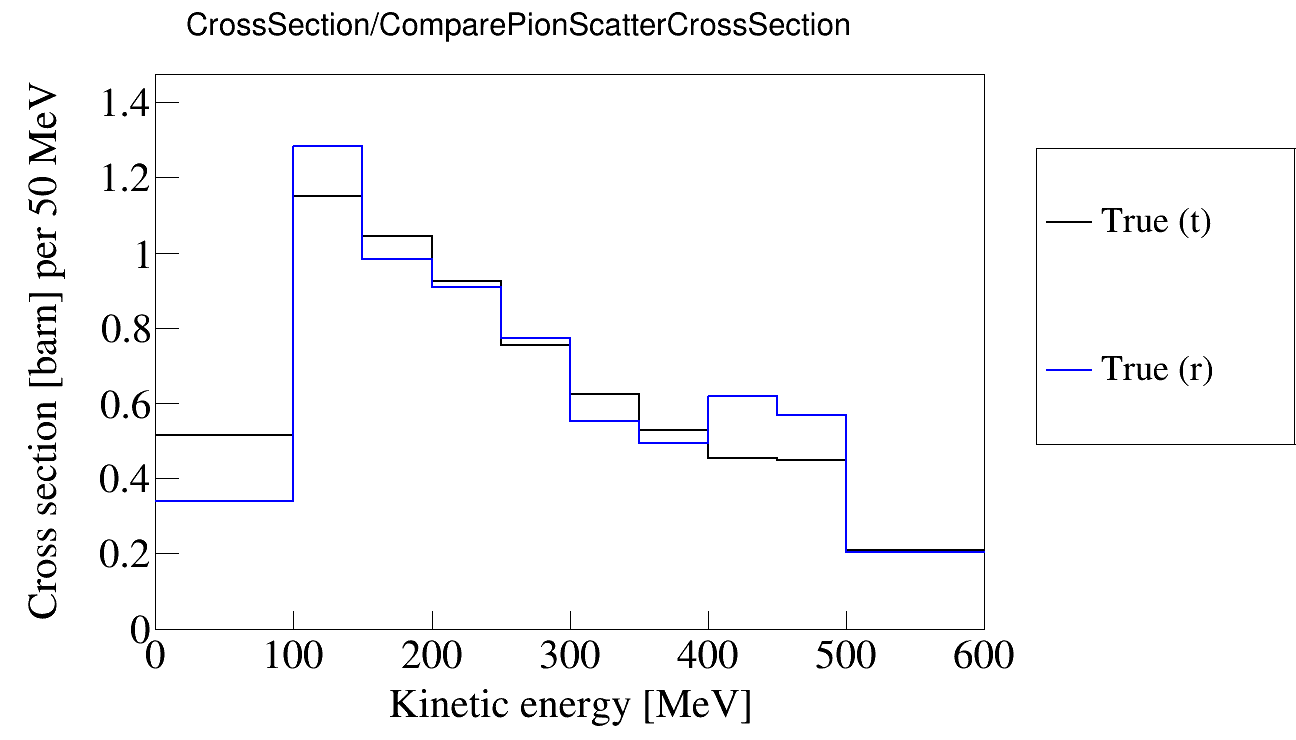 CrossSection/ComparePionScatterCrossSection
Cross section [barn] per 50 MeV
1.4
1.2
1
0.8
0.6
0.4
0.2
0
0 100 200 300 400 500 600
Kinetic energy [MeV]
True (t)
True (r)